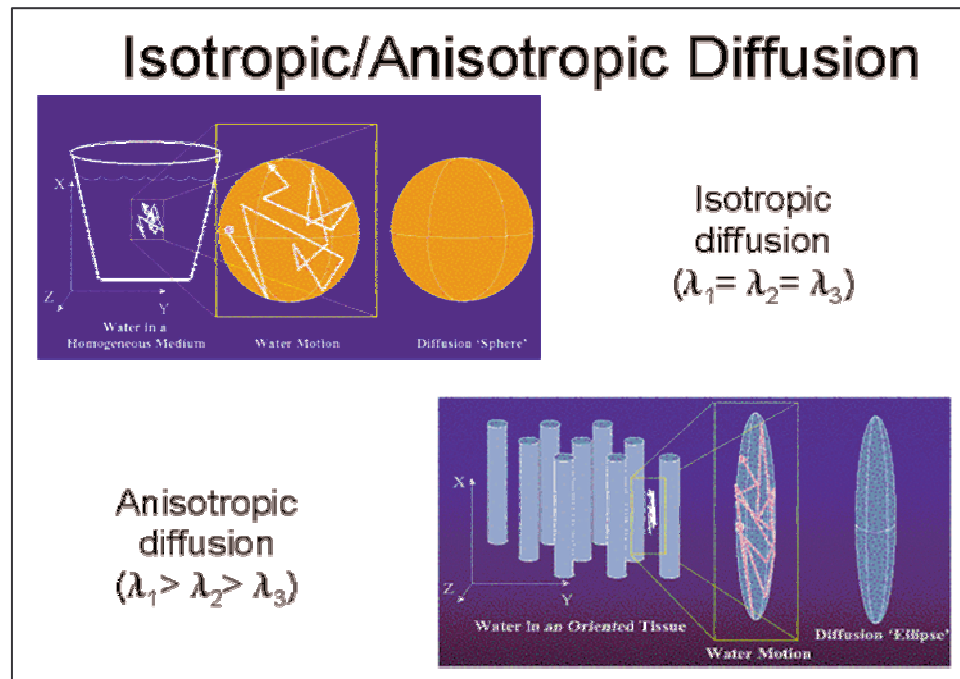 Isotropic/Anisotropic Diffusion
X
Z
Y
Water in a
Homogeneous Medium
Water Motion
Diffusion 'Sphere'
Isotropic
diffusion
(λ1= λ2= λ3)
Anisotropic
diffusion
(λ1> λ2> λ3)
X
Z
Y
Water In an Oriented Tissue
Water Motion
Diffusion 'Ellipse'